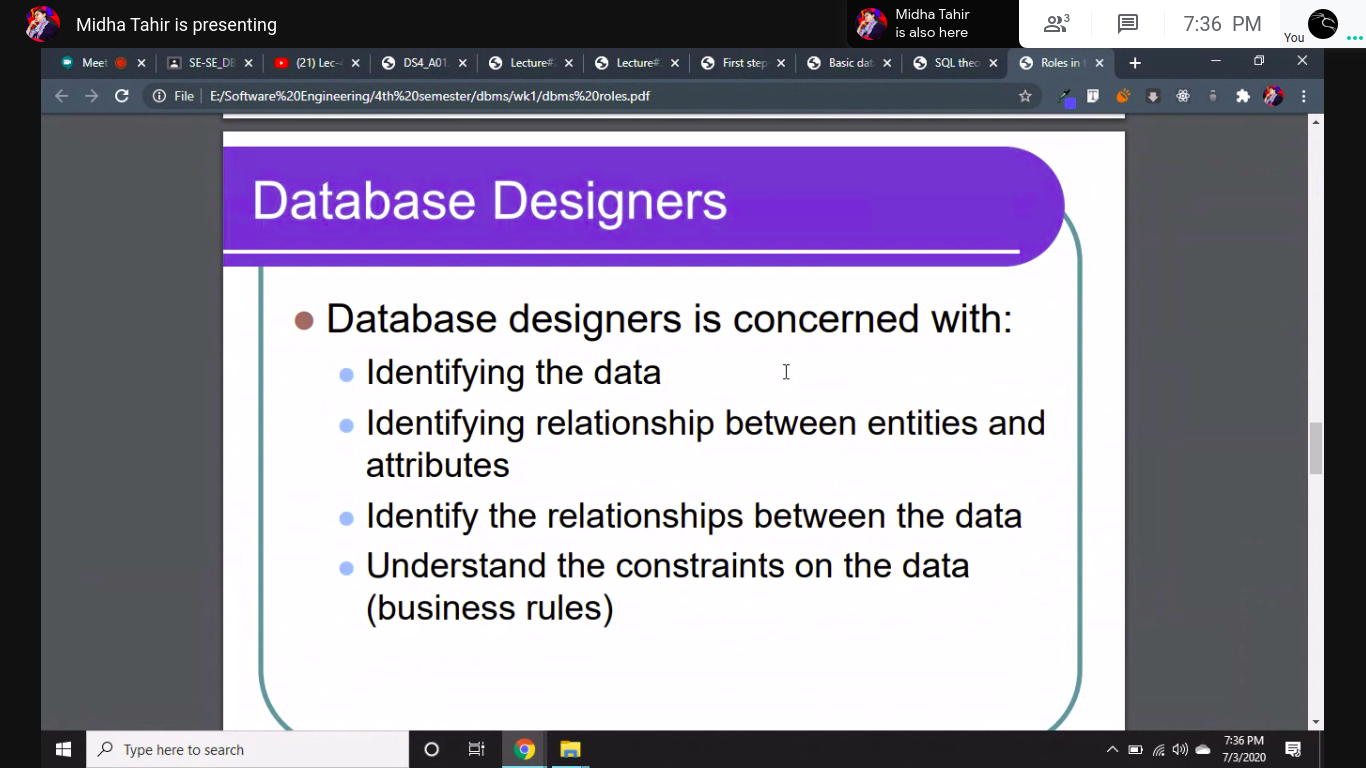 Midha Tahir is presenting
Midha Tahir
is also here
3
7:36 PM
You
Meet
SE-SE_DB
(21) Lec-
DS4_A01
Lecture#
Lecture#
First step
Basic dat
SQL theo
Roles in
File
E:/Software%20Engineering/4th%20semester/dbms/wk1/dbms%20roles.pdf
Database Designers
Database designers is concerned with:
Identifying the data
Identifying relationship between entities and
attributes
Identify the relationships between the data
Understand the constraints on the data
(business rules)
Type here to search
7:36 PM
7/3/2020